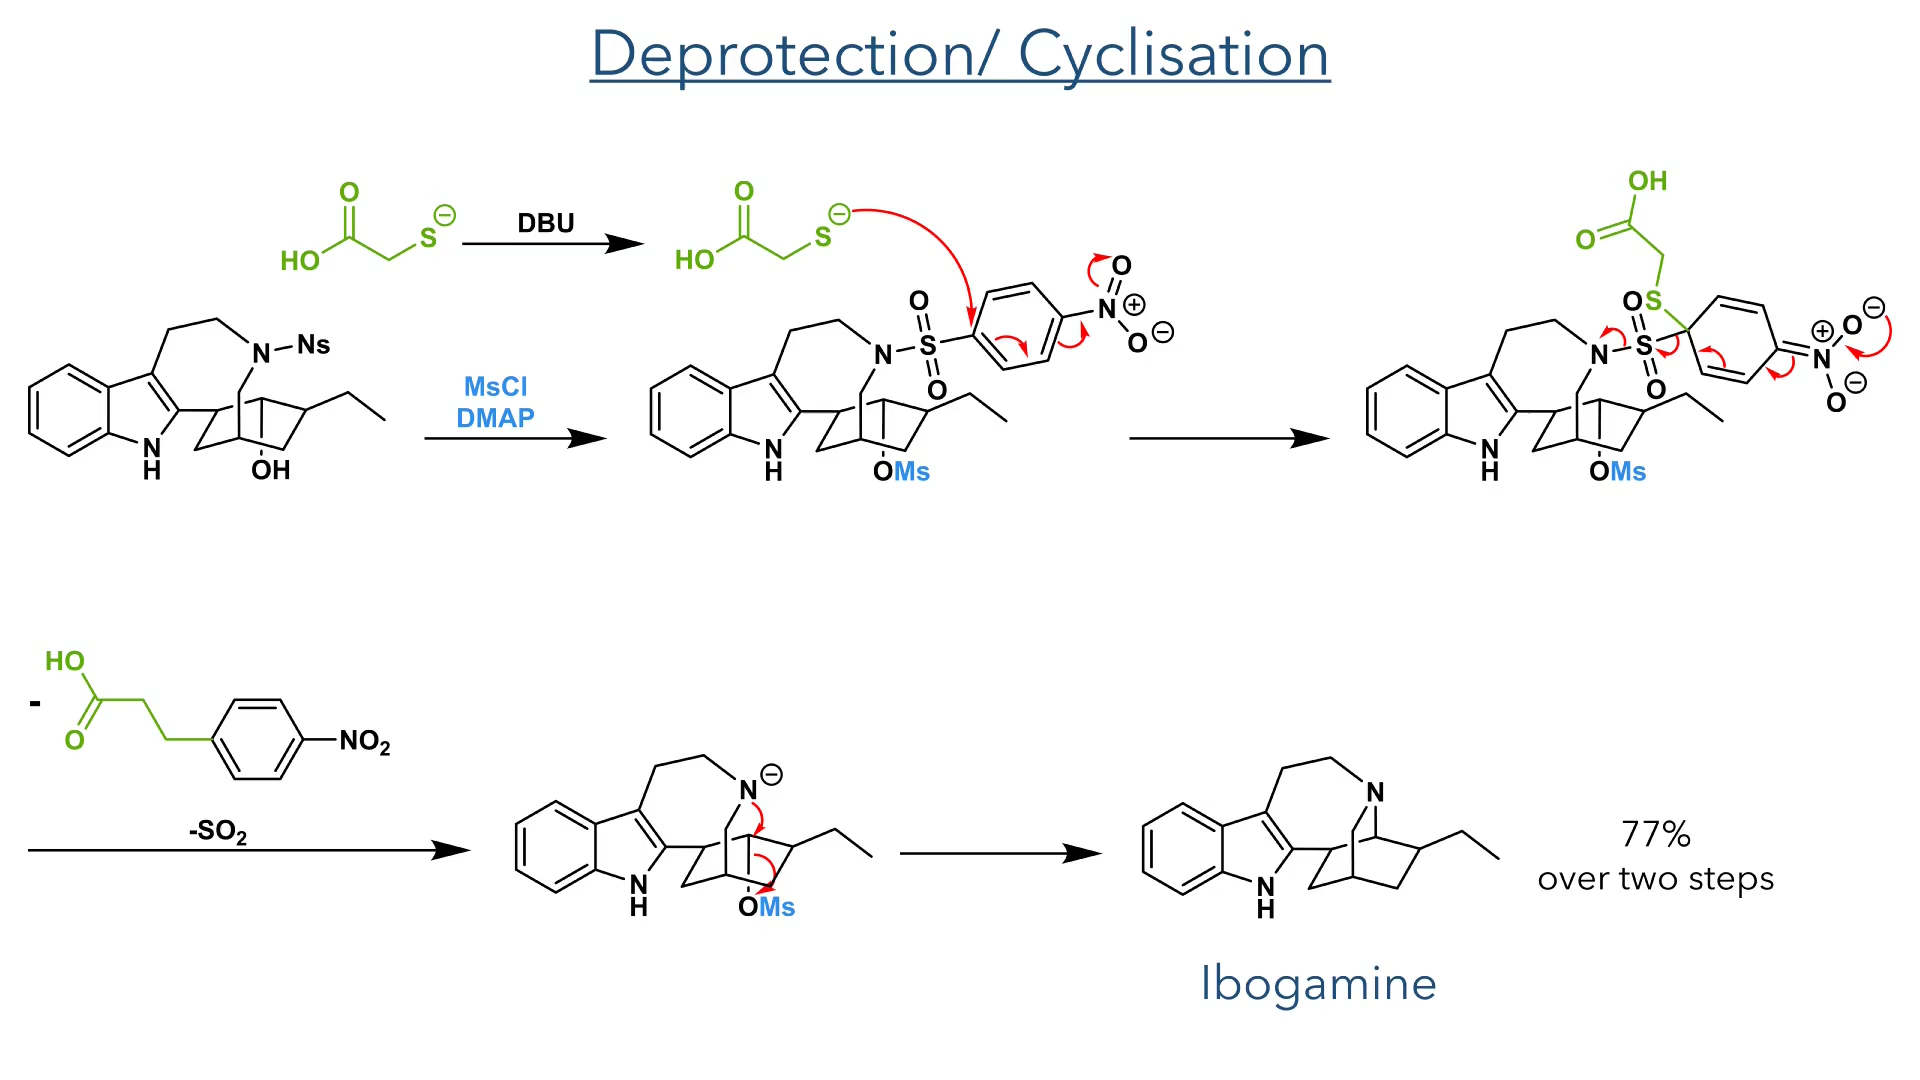 Deprotection/ Cyclisation
O
HO
S
⊖
DBU
O
HO
S
⊖
N
Ns
N
H
OH
MsCl
DMAP
O
S
O
N
N
⊕
O
O
⊖
N
H
OMs
OH
O
S
O
S
O
N
N
⊕
O
⊖
O
⊖
N
H
OMs
-
HO
O
NO2
-SO2
N
⊖
N
H
OMs
N
N
H
77%
over two steps
Ibogamine